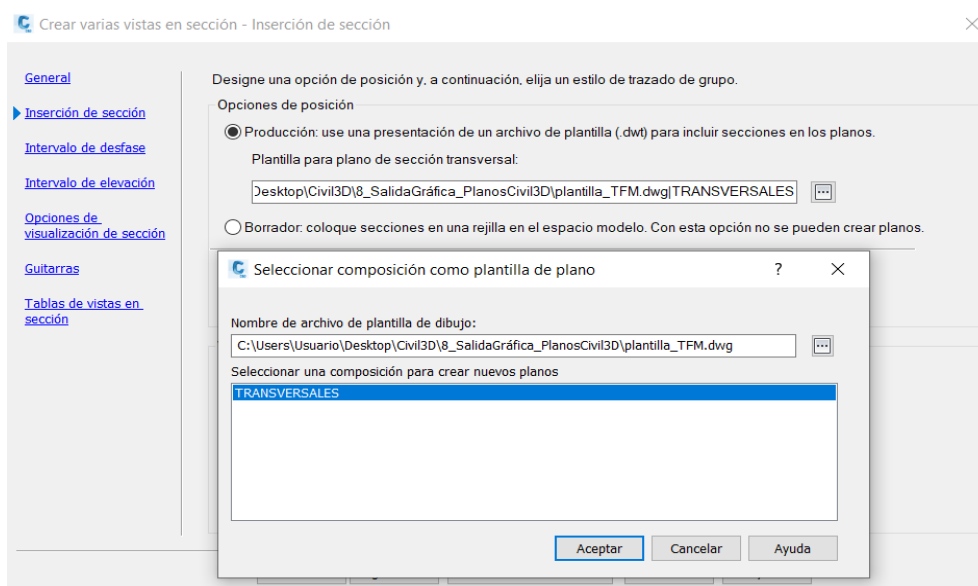 Crear varias vistas en sección - Inserción de sección
General
Inserción de sección
Intervalo de desfase
Intervalo de elevación
Opciones de
visualización de sección
Guitarras
Tablas de vistas en
sección
Designe una opción de posición y, a continuación, elija un estilo de trazado de grupo.
Opciones de posición
Producción: use una presentación de un archivo de plantilla (.dwt) para incluir secciones en los planos.
Plantilla para plano de sección transversal:
Desktop\Civil3D\8_SalidaGráfica_PlanosCivil3D\plantilla_TFM.dwg|TRANSVERSALES
...
Borrador: coloque secciones en una rejilla en el espacio modelo. Con esta opción no se pueden crear planos.
Seleccionar composición como plantilla de plano
?
Nombre de archivo de plantilla de dibujo:
C:\Users\Usuario\Desktop\Civil3D\8_SalidaGráfica_PlanosCivil3D\plantilla_TFM.dwg
...
Seleccionar una composición para crear nuevos planos
TRANSVERSALES
Aceptar
Cancelar
Ayuda